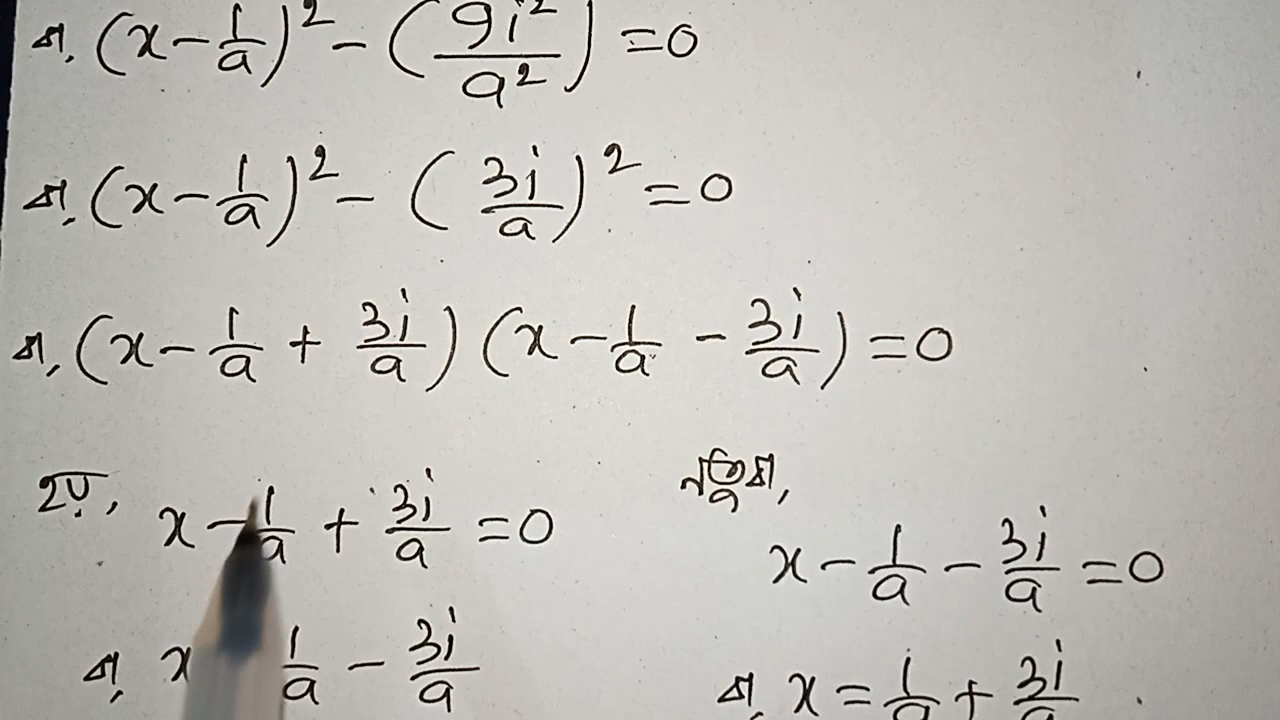 বা, (x - 1/a)² - (9i²/a²) = 0
বা, (x - 1/a)² - (3i/a)² = 0
বা, (x - 1/a + 3i/a) (x - 1/a - 3i/a) = 0
হয়, x - 1/a + 3i/a = 0
বা, x 1/a - 3i/a
x - 1/a - 3i/a = 0
বা, x = 1/a + 3i/a